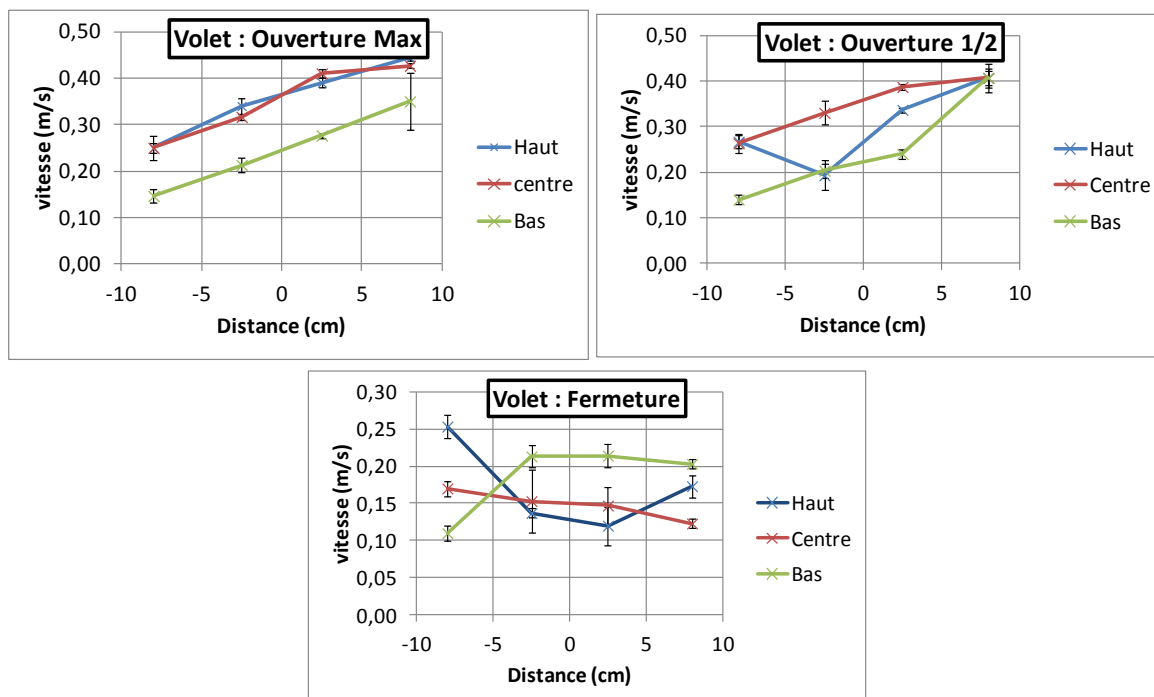 Volet : Ouverture Max
0,50
0,40
0,30
0,20
0,10
0,00
vitesse (m/s)
-10 -5 0 5 10
Distance (cm)
Haut
centre
Bas
Volet : Ouverture 1/2
0,50
0,40
0,30
0,20
0,10
0,00
vitesse (m/s)
-10 -5 0 5 10
Distance (cm)
Haut
Centre
Bas
Volet : Fermeture
0,30
0,25
0,20
0,15
0,10
0,05
0,00
vitesse (m/s)
-10 -5 0 5 10
Distance (cm)
Haut
Centre
Bas